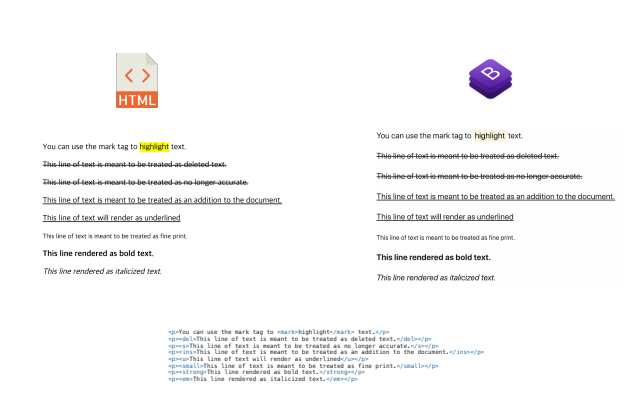 HTML
You can use the mark tag to highlight text.
This line of text is meant to be treated as deleted text.
This line of text is meant to be treated as no longer accurate.
This line of text is meant to be treated as an addition to the document.
This line of text will render as underlined
This line of text is meant to be treated as fine print.
This line rendered as bold text.
This line rendered as italicized text.
B
You can use the mark tag to highlight text.
This line of text is meant to be treated as deleted text.
This line of text is meant to be treated as no longer accurate.
This line of text is meant to be treated as an addition to the document.
This line of text will render as underlined
This line of text is meant to be treated as fine print.
This line rendered as bold text.
This line rendered as italicized text.
<p>You can use the mark tag to <mark>highlight</mark> text.</p>
<p><del>This line of text is meant to be treated as deleted text.</del></p>
<p><s>This line of text is meant to be treated as no longer accurate.</s></p>
<p><ins>This line of text is meant to be treated as an addition to the document.</ins></p>
<p><u>This line of text will render as underlined</u></p>
<p><small>This line of text is meant to be treated as fine print.</small></p>
<p><strong>This line rendered as bold text.</strong></p>
<p><em>This line rendered as italicized text.</em></p>